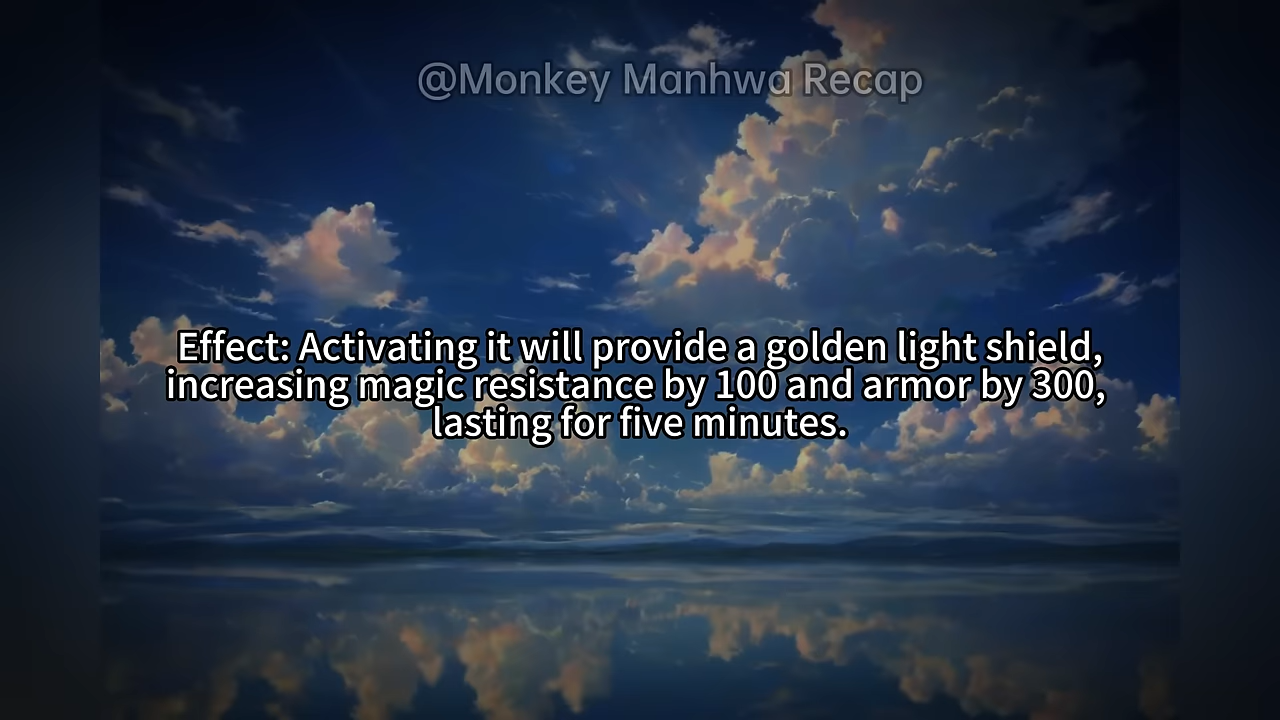 @Monkey Manhwa Recap
Effect: Activating it will provide a golden light shield,
increasing magic resistance by 100 and armor by 300,
lasting for five minutes.